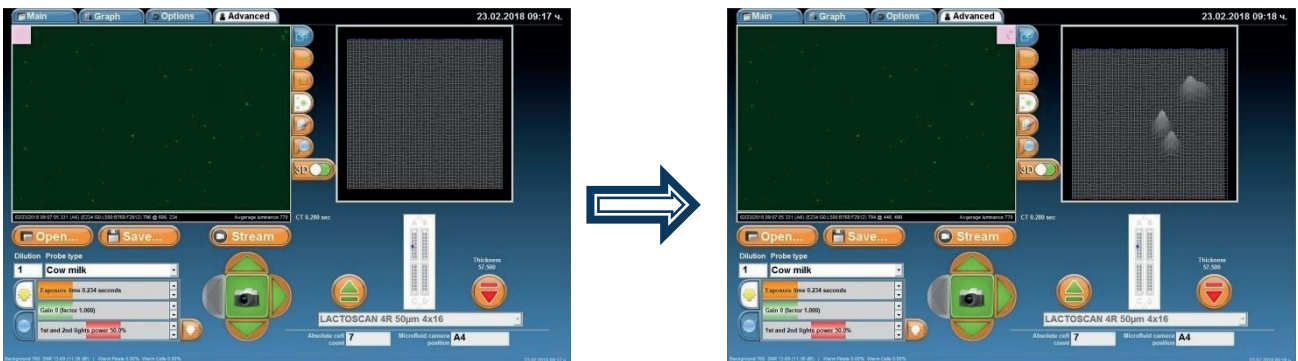 Main Graph Options Advanced 23.02.2018 09:17 ч.
3D
Avgerage luminance 778
CT 0.280 sec
Open... Save... Stream
Dilution Probe type
1 Cow milk
Thickness
57.500
Exposure time 0.234 seconds
Gain 0 (factor 1.000)
1st and 2nd lights power 50.0%
A B
C D
LACTOSCAN 4R 50µm 4x16
Absolute cell count 7 Microfluid camera position A4
Main Graph Options Advanced 23.02.2018 09:18 ч.
3D
Avgerage luminance 777
CT 0.280 sec
Open... Save... Stream
Dilution Probe type
1 Cow milk
Thickness
57.500
Exposure time 0.234 seconds
Gain 0 (factor 1.000)
1st and 2nd lights power 50.0%
A B
C D
LACTOSCAN 4R 50µm 4x16
Absolute cell count 7 Microfluid camera position A4